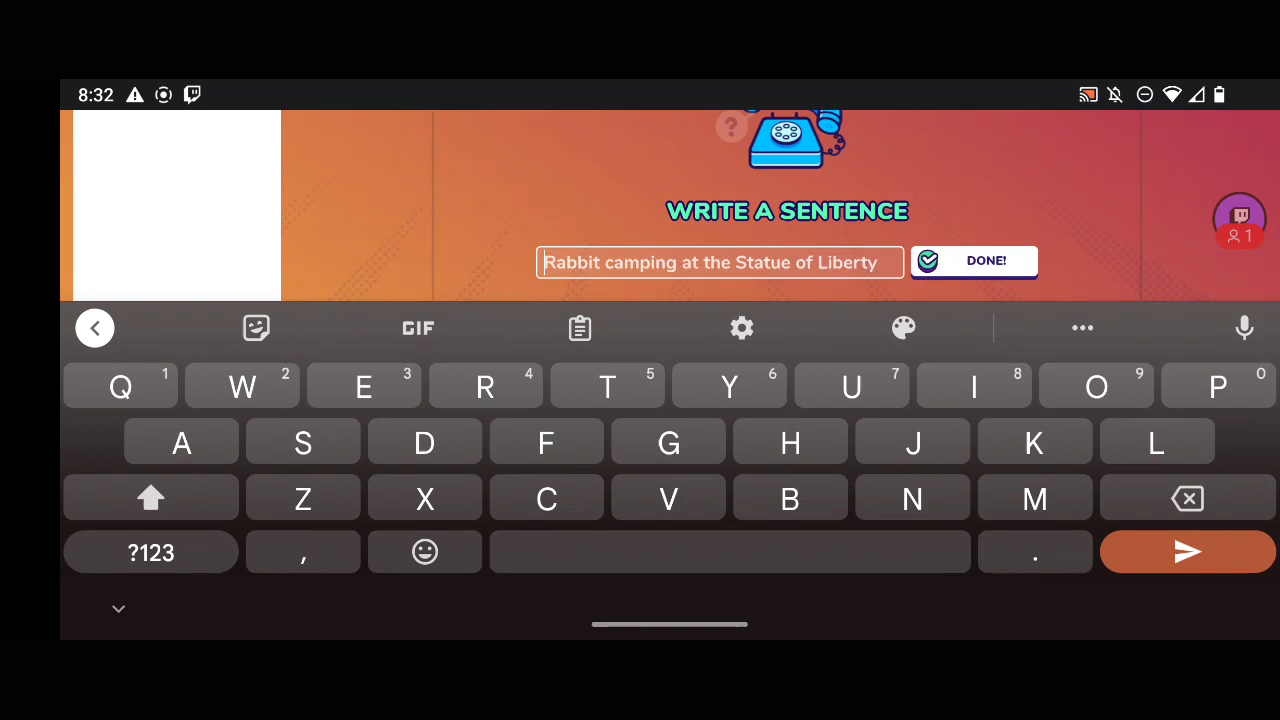 8:32
?
WRITE A SENTENCE
1
Rabbit camping at the Statue of Liberty
DONE!
GIF
Q 1 W 2 E 3 R 4 T 5 Y 6 U 7 I 8 O 9 P 0
A S D F G H J K L
Z X C V B N M
?123 , .